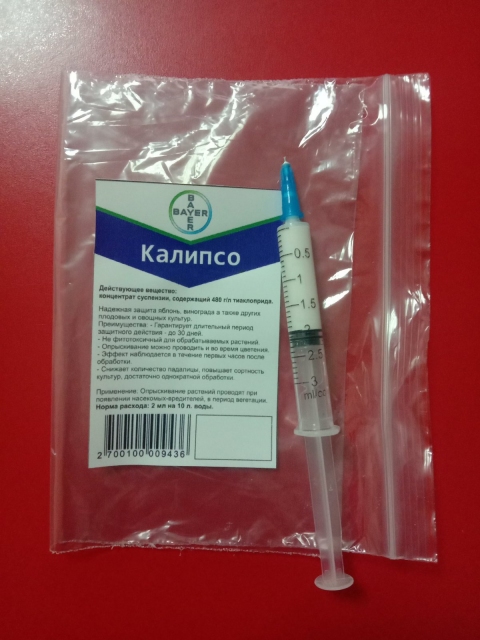 BAYER
BAYER
Калипсо
Действующее вещество:
концентрат суспензии, содержащий 480 г/л тиаклоприда.
Надежная защита яблонь, винограда а также других
плодовых и овощных культур.
Преимущества: - Гарантирует длительный период
защитного действия - до 30 дней.
- Не фитотоксичный для обрабатываемых растений.
- Опрыскивание можно проводить и во время цветения.
- Эффект наблюдается в течение первых часов после
обработки.
- Снижает количество падалицы, повышает сортность
культур, достаточно однократной обработки.
Применение: Опрыскивание растений проводят при
появлении насекомых-вредителей, в период вегетации.
Норма расхода: 2 мл на 10 л. воды.
2 700100 009436
0.5
1
1.5
2
2.5
3
ml/cc